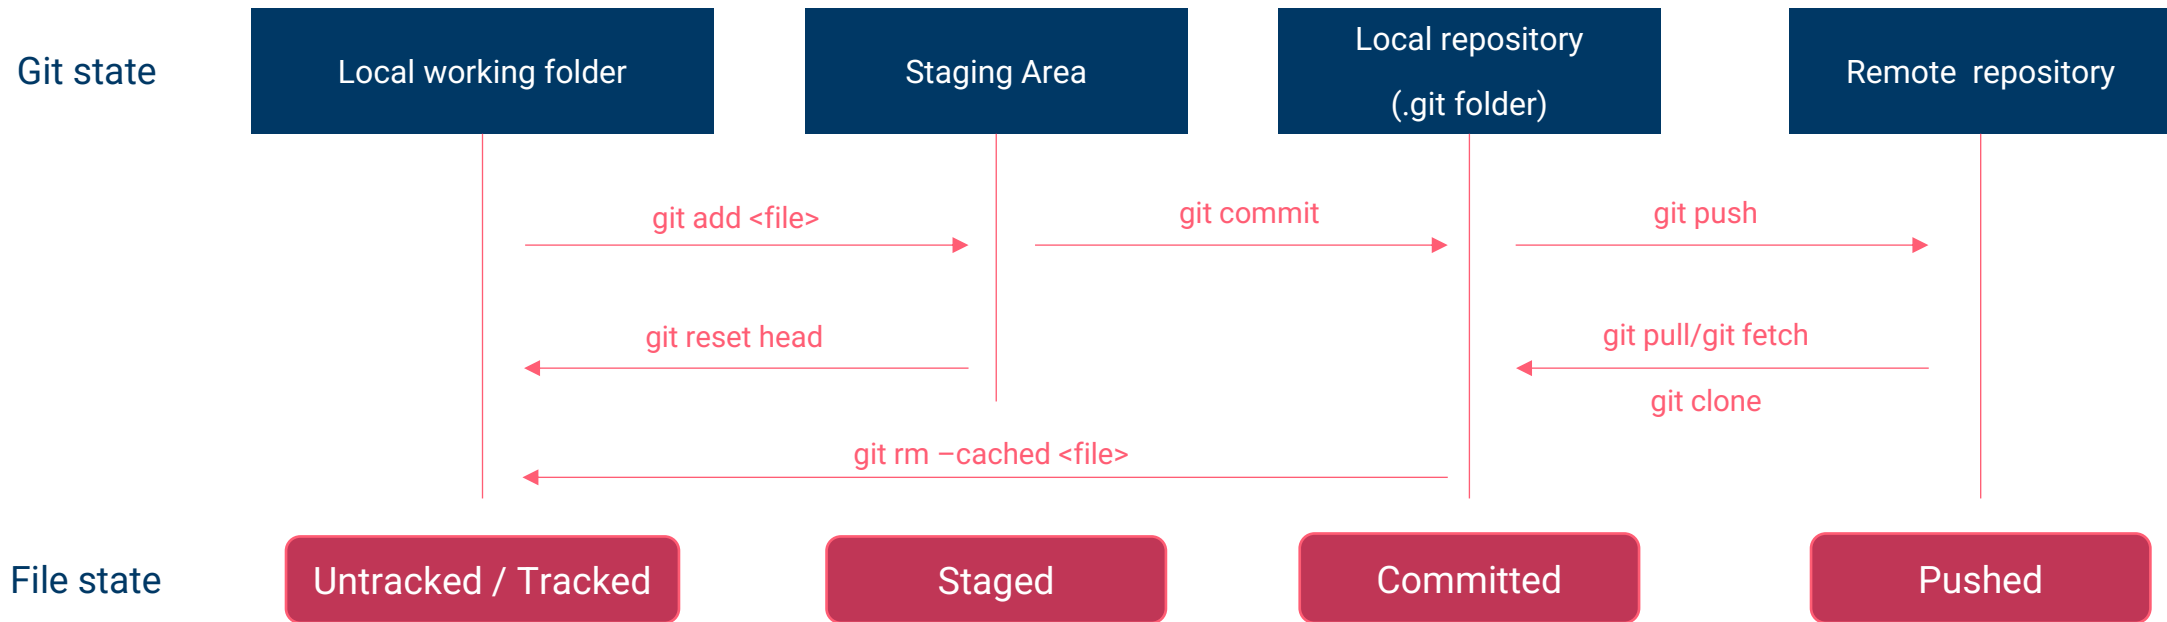 Git state
Local working folder
Staging Area
Local repository
(.git folder)
Remote repository
git add <file>
git commit
git push
git reset head
git pull/git fetch
git clone
git rm –cached <file>
File state
Untracked / Tracked
Staged
Committed
Pushed